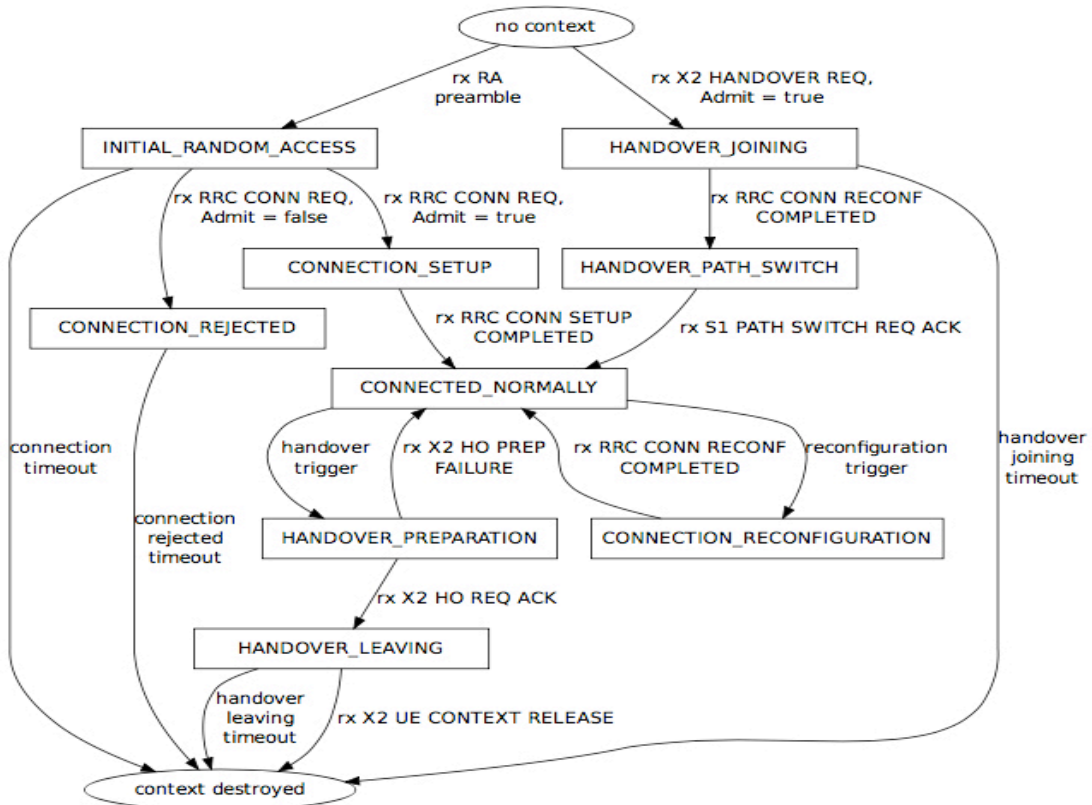 no context
rx RA
preamble
rx X2 HANDOVER REQ,
Admit = true
INITIAL_RANDOM_ACCESS
HANDOVER_JOINING
rx RRC CONN REQ,
Admit = false
rx RRC CONN REQ,
Admit = true
rx RRC CONN RECONF
COMPLETED
CONNECTION_SETUP
HANDOVER_PATH_SWITCH
CONNECTION_REJECTED
rx RRC CONN SETUP
COMPLETED
rx S1 PATH SWITCH REQ ACK
CONNECTED_NORMALLY
connection
timeout
handover
trigger
rx X2 HO PREP
FAILURE
rx RRC CONN RECONF
COMPLETED
reconfiguration
trigger
handover
joining
timeout
connection
rejected
timeout
HANDOVER_PREPARATION
CONNECTION_RECONFIGURATION
rx X2 HO REQ ACK
HANDOVER_LEAVING
handover
leaving
timeout
rx X2 UE CONTEXT RELEASE
context destroyed